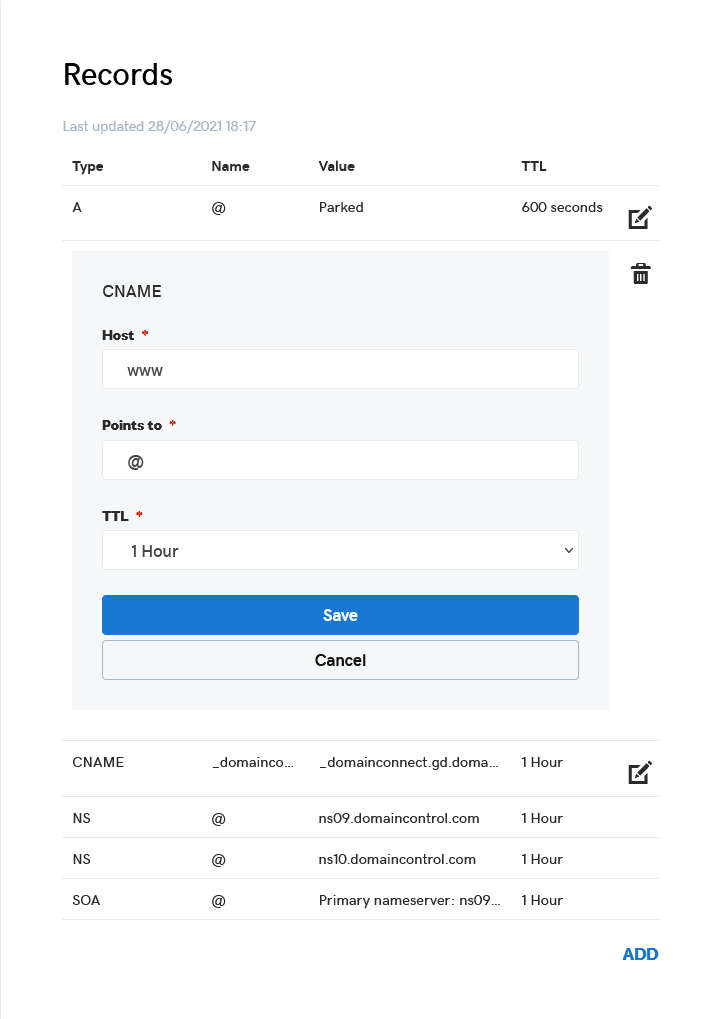 Records
Last updated 28/06/2021 18:17
Type Name Value TTL
A @ Parked 600 seconds
CNAME
Host *
www
Points to *
@
TTL *
1 Hour
Save
Cancel
CNAME _domainco... _domainconnect.gd.doma... 1 Hour
NS @ ns09.domaincontrol.com 1 Hour
NS @ ns10.domaincontrol.com 1 Hour
SOA @ Primary nameserver: ns09... 1 Hour
ADD